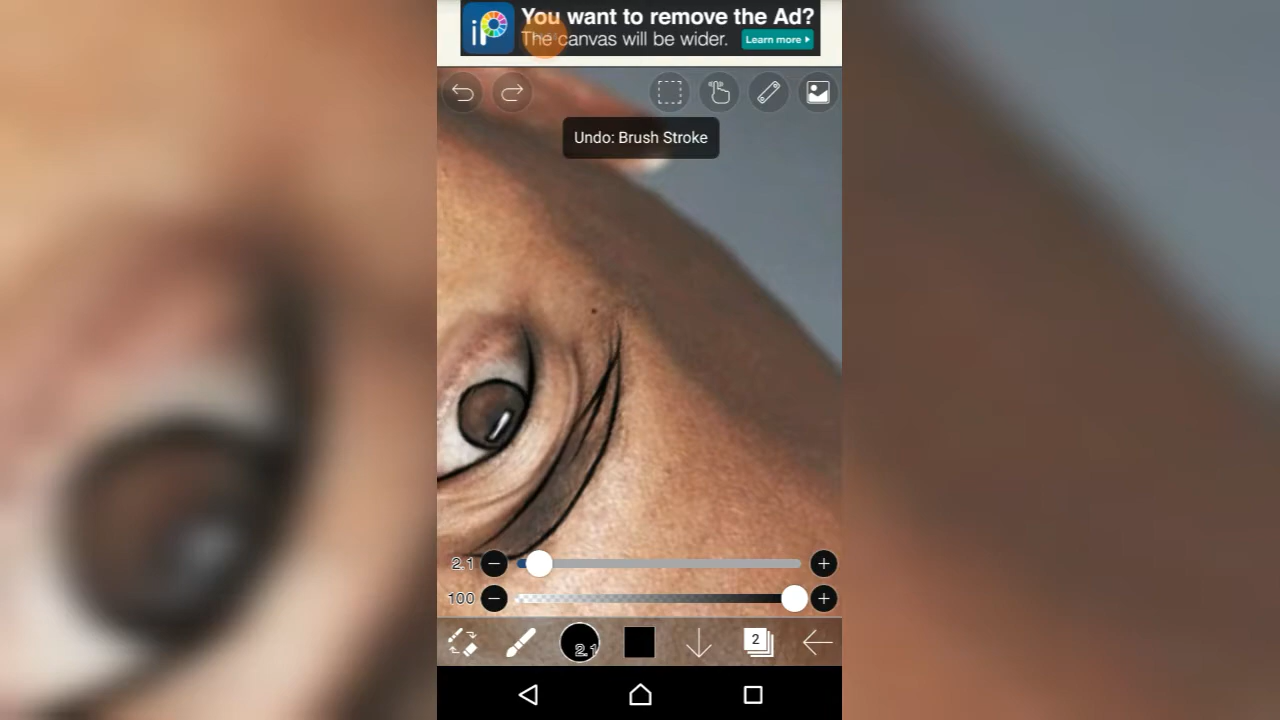 iP
You want to remove the Ad?
The canvas will be wider.
Learn more
Undo: Brush Stroke
2.1
100
2.1
2